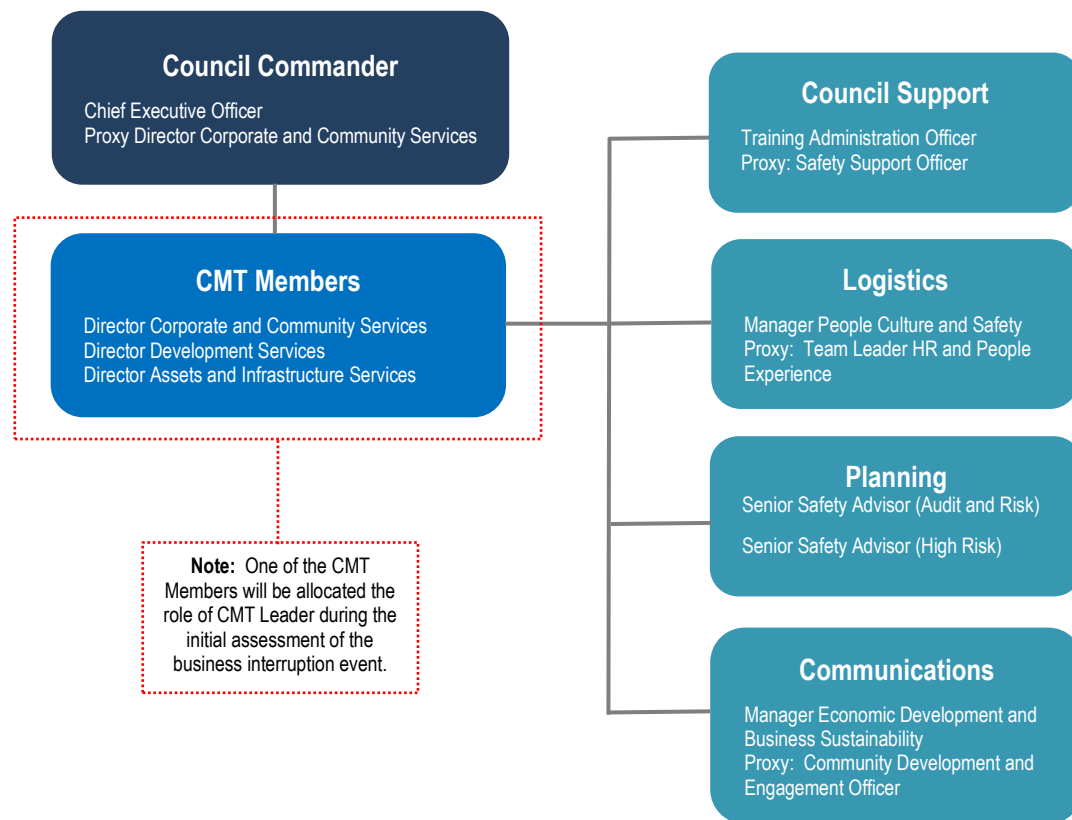 Council Commander
Chief Executive Officer
Proxy Director Corporate and Community Services
CMT Members
Director Corporate and Community Services
Director Development Services
Director Assets and Infrastructure Services
Note: One of the CMT
Members will be allocated the
role of CMT Leader during the
initial assessment of the
business interruption event.
Council Support
Training Administration Officer
Proxy: Safety Support Officer
Logistics
Manager People Culture and Safety
Proxy: Team Leader HR and People
Experience
Planning
Senior Safety Advisor (Audit and Risk)
Senior Safety Advisor (High Risk)
Communications
Manager Economic Development and
Business Sustainability
Proxy: Community Development and
Engagement Officer